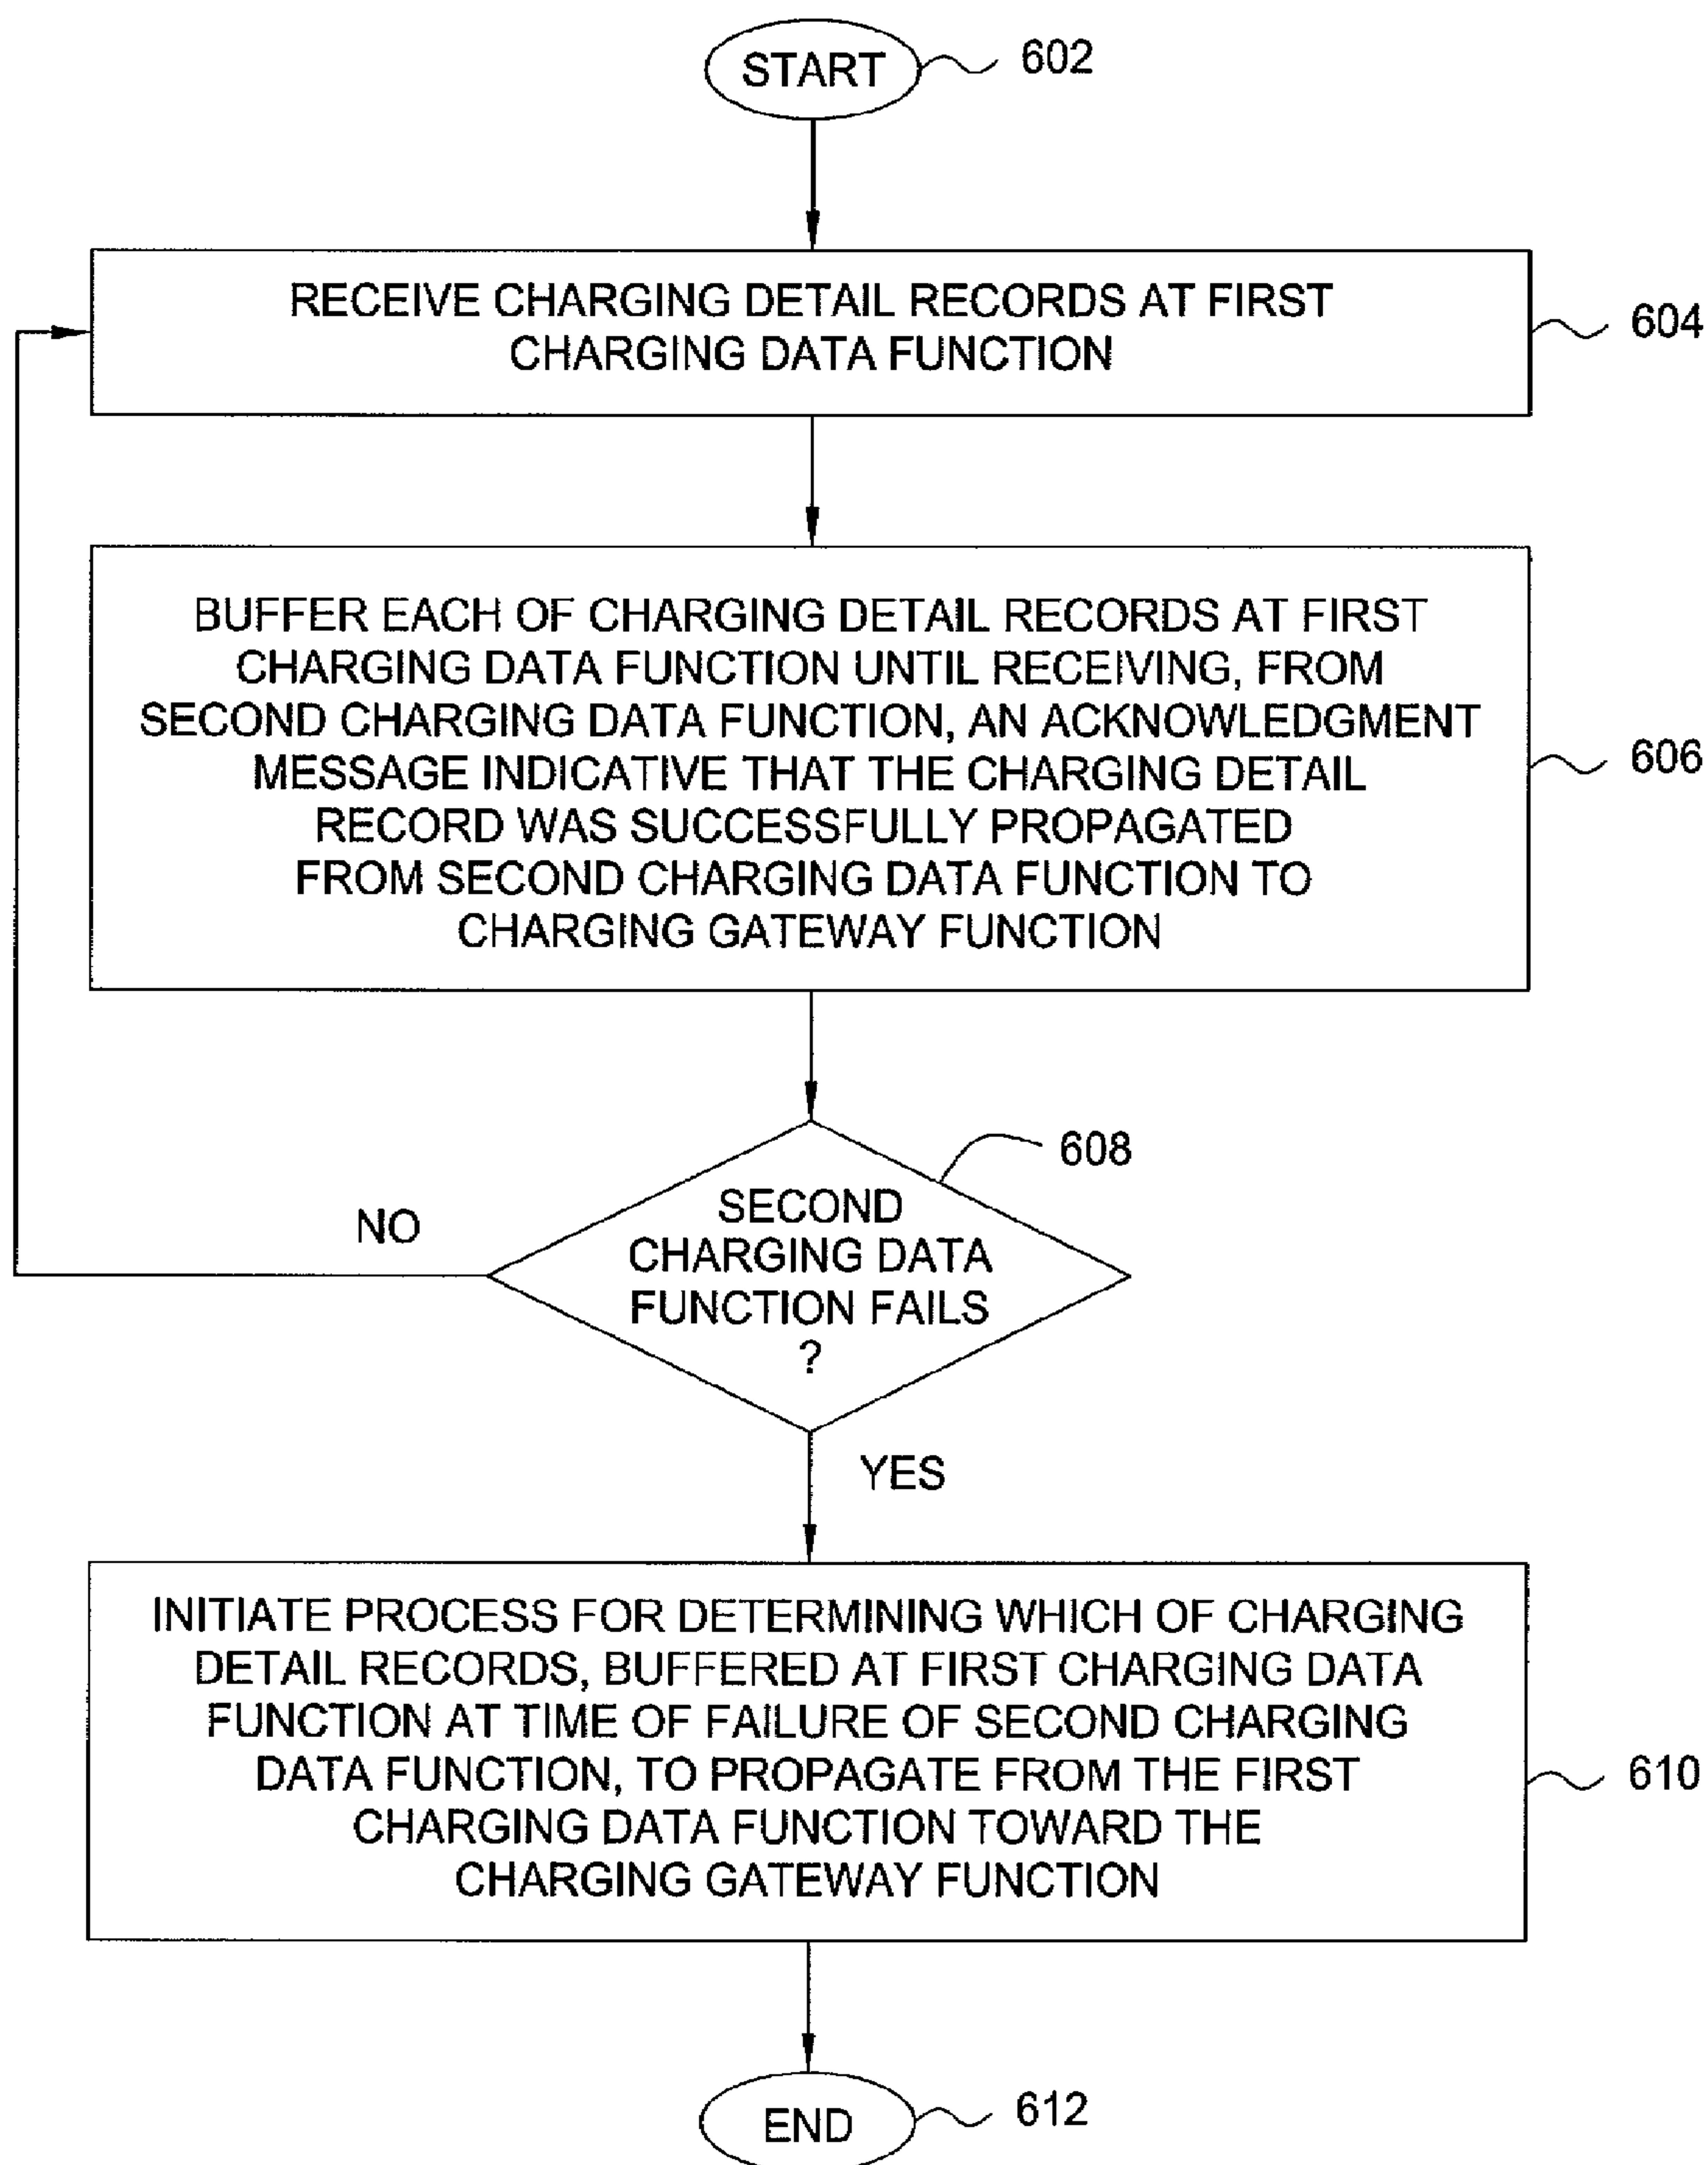 START
602
RECEIVE CHARGING DETAIL RECORDS AT FIRST
CHARGING DATA FUNCTION
604
BUFFER EACH OF CHARGING DETAIL RECORDS AT FIRST
CHARGING DATA FUNCTION UNTIL RECEIVING, FROM
SECOND CHARGING DATA FUNCTION, AN ACKNOWLEDGMENT
MESSAGE INDICATIVE THAT THE CHARGING DETAIL
RECORD WAS SUCCESSFULLY PROPAGATED
FROM SECOND CHARGING DATA FUNCTION TO
CHARGING GATEWAY FUNCTION
606
608
SECOND
CHARGING DATA
FUNCTION FAILS
?
NO
YES
INITIATE PROCESS FOR DETERMINING WHICH OF CHARGING
DETAIL RECORDS, BUFFERED AT FIRST CHARGING DATA
FUNCTION AT TIME OF FAILURE OF SECOND CHARGING
DATA FUNCTION, TO PROPAGATE FROM THE FIRST
CHARGING DATA FUNCTION TOWARD THE
CHARGING GATEWAY FUNCTION
610
END
612